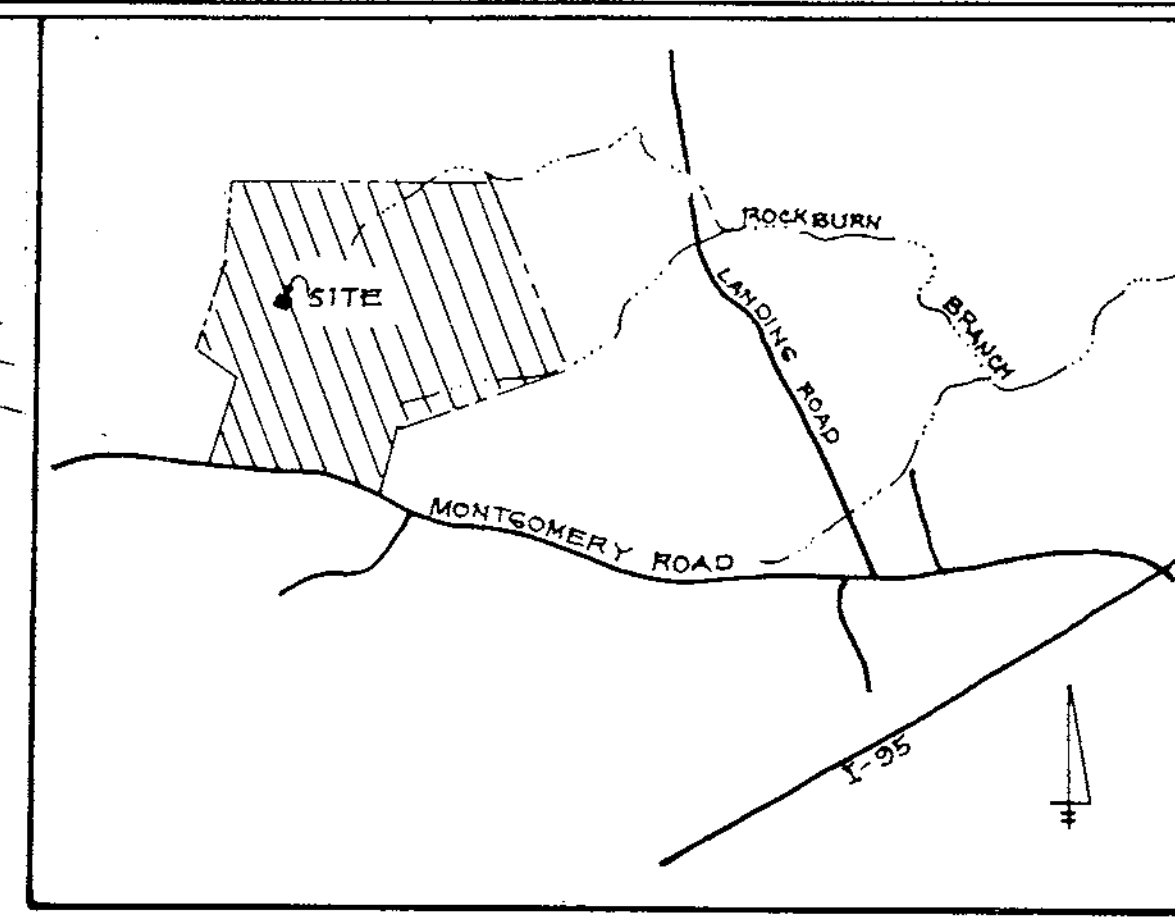 ROCKBURN
BRANCH
SITE
LANDING ROAD
MONTGOMERY ROAD
I-95